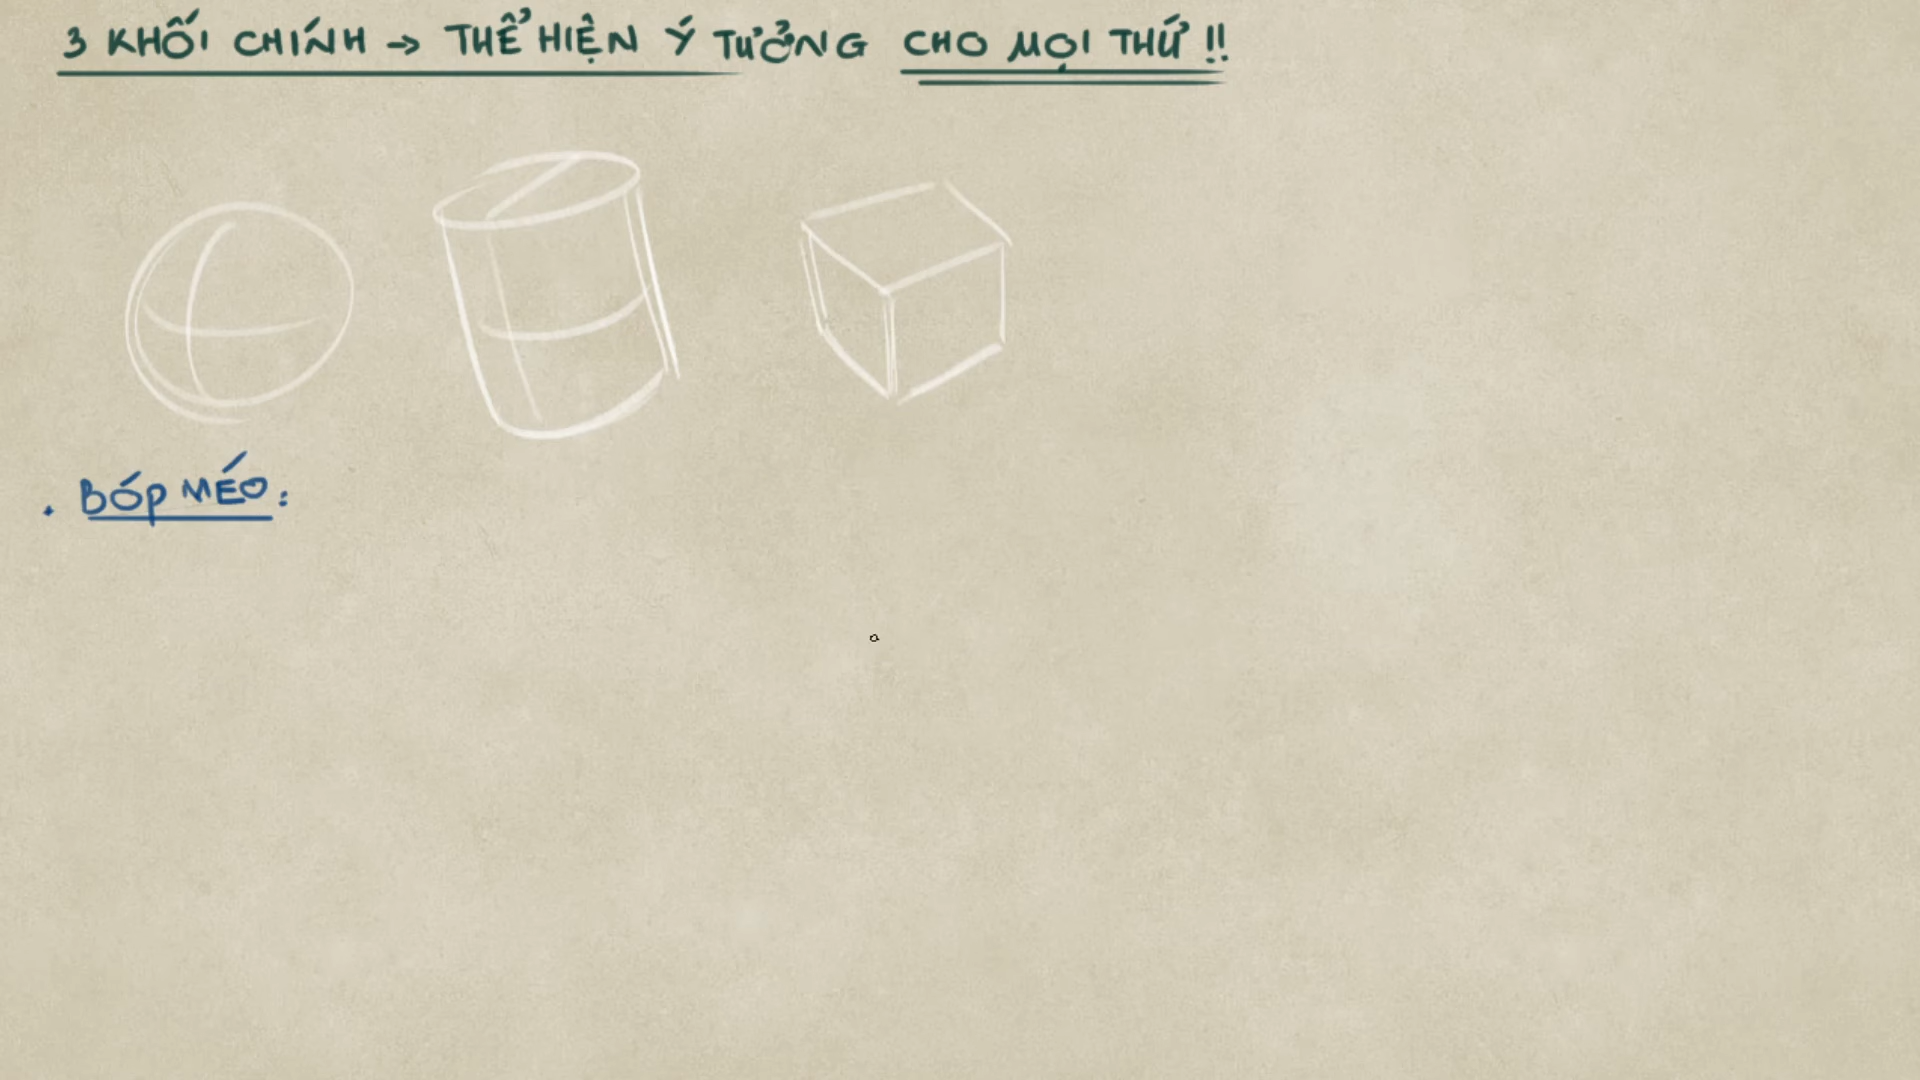 3 KHỐI CHÍNH → THỂ HIỆN Ý TƯỞNG CHO MỌI THỨ !!
. BÓP MÉO :